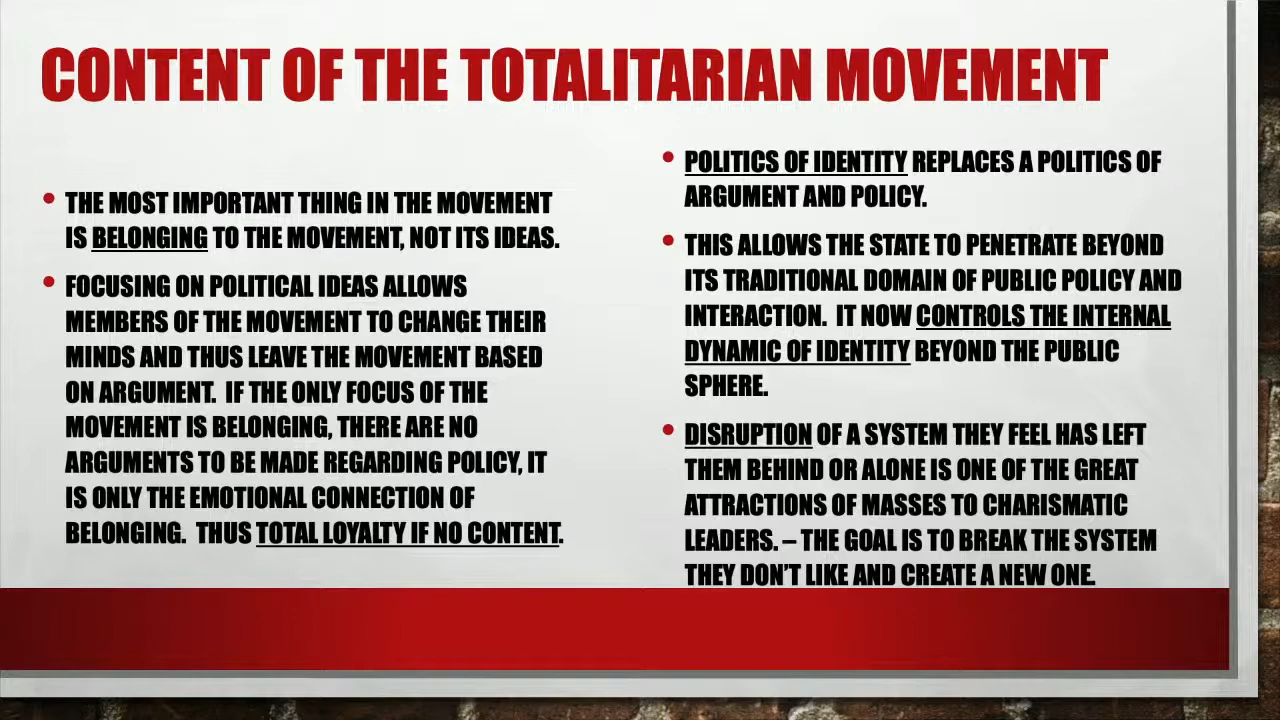 CONTENT OF THE TOTALITARIAN MOVEMENT
• THE MOST IMPORTANT THING IN THE MOVEMENT
IS BELONGING TO THE MOVEMENT, NOT ITS IDEAS.
• FOCUSING ON POLITICAL IDEAS ALLOWS
MEMBERS OF THE MOVEMENT TO CHANGE THEIR
MINDS AND THUS LEAVE THE MOVEMENT BASED
ON ARGUMENT.  IF THE ONLY FOCUS OF THE
MOVEMENT IS BELONGING, THERE ARE NO
ARGUMENTS TO BE MADE REGARDING POLICY, IT
IS ONLY THE EMOTIONAL CONNECTION OF
BELONGING.  THUS TOTAL LOYALTY IF NO CONTENT.
• POLITICS OF IDENTITY REPLACES A POLITICS OF
ARGUMENT AND POLICY.
• THIS ALLOWS THE STATE TO PENETRATE BEYOND
ITS TRADITIONAL DOMAIN OF PUBLIC POLICY AND
INTERACTION.  IT NOW CONTROLS THE INTERNAL
DYNAMIC OF IDENTITY BEYOND THE PUBLIC
SPHERE.
• DISRUPTION OF A SYSTEM THEY FEEL HAS LEFT
THEM BEHIND OR ALONE IS ONE OF THE GREAT
ATTRACTIONS OF MASSES TO CHARISMATIC
LEADERS. – THE GOAL IS TO BREAK THE SYSTEM
THEY DON'T LIKE AND CREATE A NEW ONE.